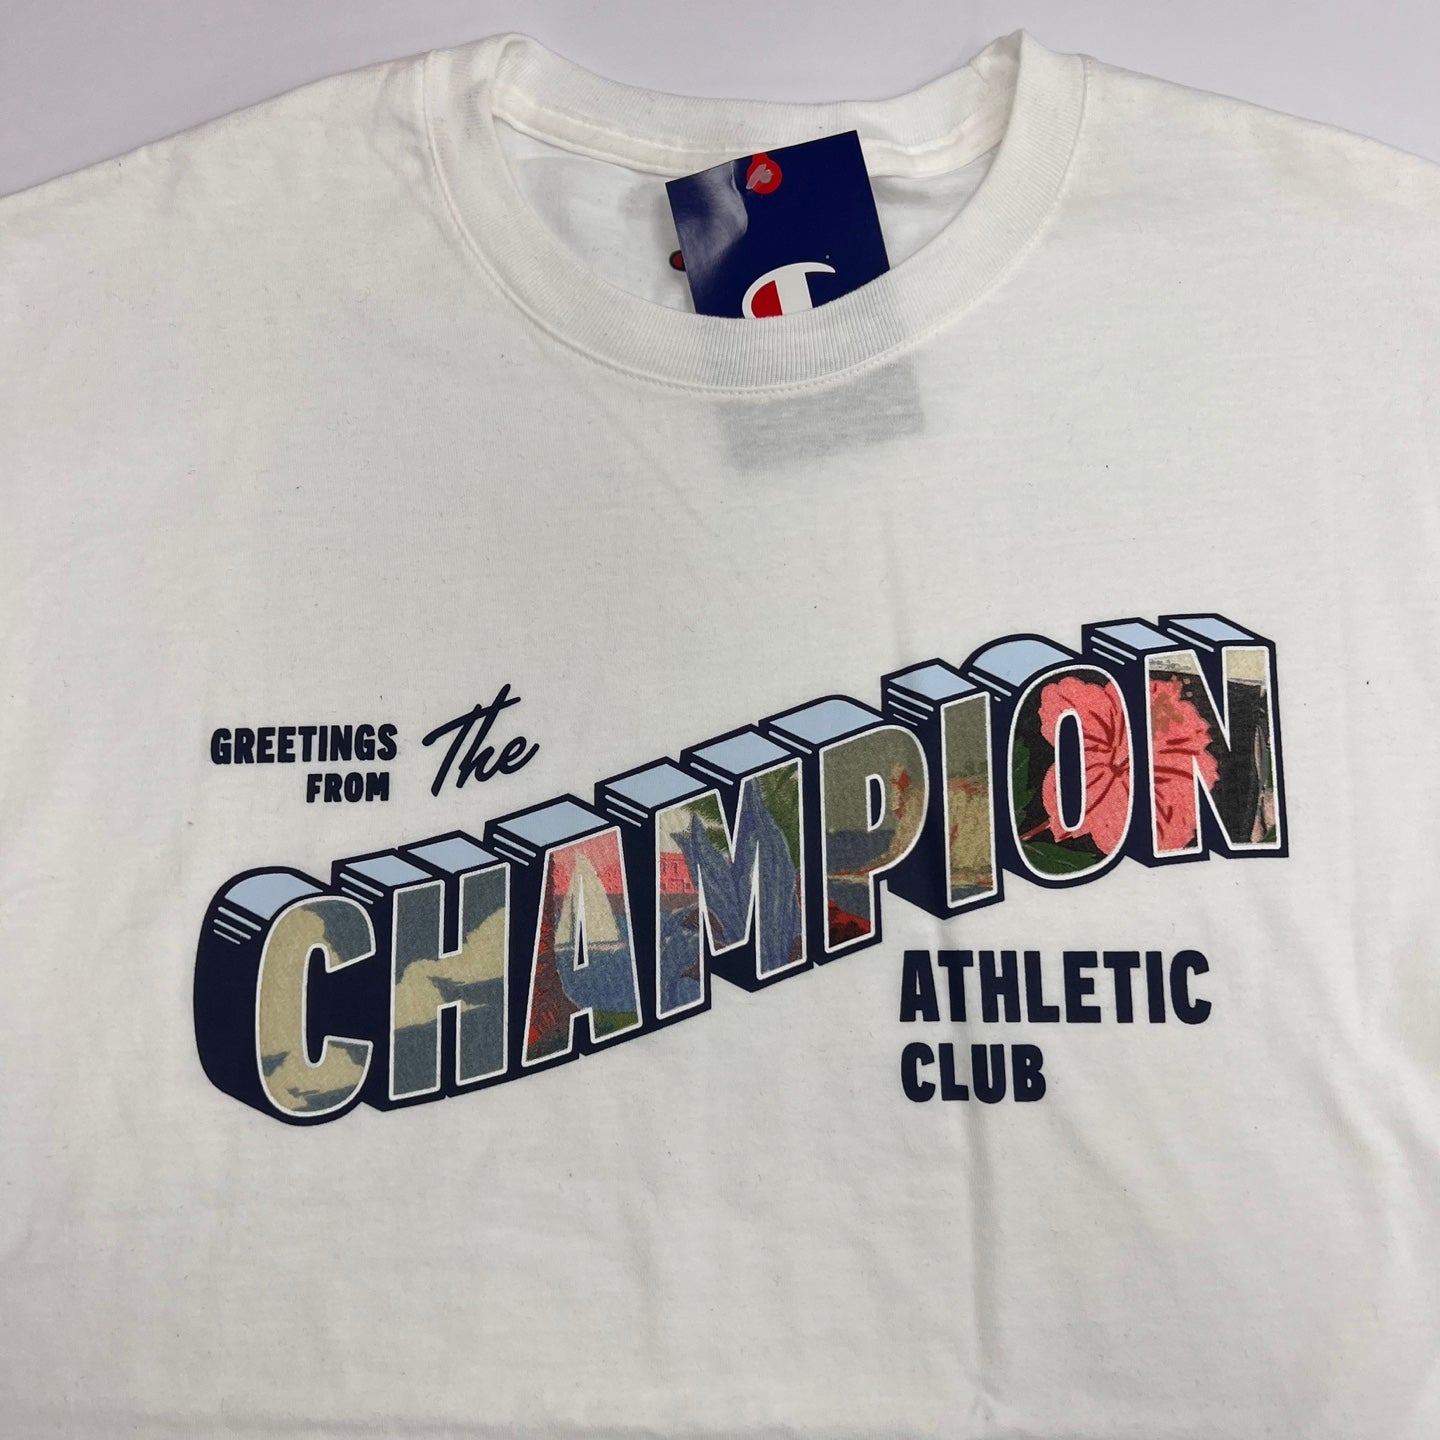 GREETINGS
FROM The
CHAMPION
ATHLETIC
CLUB